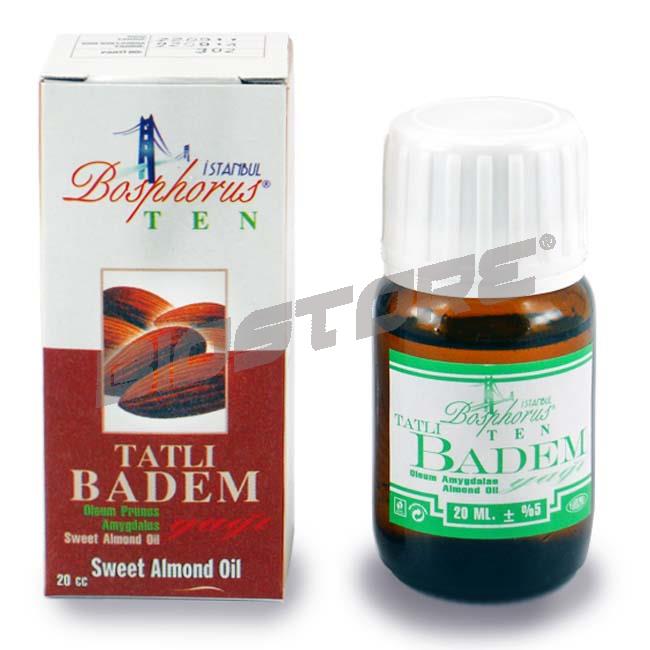 İSTANBUL
Bosphorus®
TEN
TATLI
BADEM
Oleum Prunus
Amygdalus yağı
Sweet Almond Oil
Sweet Almond Oil
20 cc
BIOSTORE®
İSTANBUL
Bosphorus
TEN
TATLI
BADEM
Oleum Amygdalae
Almond Oil
yağı
20 ML. ± %5